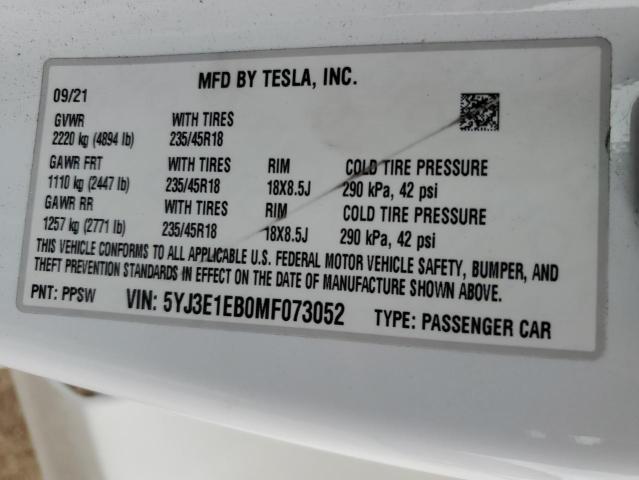 MFD BY TESLA, INC.
09/21
GVWR WITH TIRES
2220 kg (4894 lb) 235/45R18
GAWR FRT WITH TIRES RIM COLD TIRE PRESSURE
1110 kg (2447 lb) 235/45R18 18X8.5J 290 kPa, 42 psi
GAWR RR WITH TIRES RIM COLD TIRE PRESSURE
1257 kg (2771 lb) 235/45R18 18X8.5J 290 kPa, 42 psi
THIS VEHICLE CONFORMS TO ALL APPLICABLE U.S. FEDERAL MOTOR VEHICLE SAFETY, BUMPER, AND
THEFT PREVENTION STANDARDS IN EFFECT ON THE DATE OF MANUFACTURE SHOWN ABOVE.
PNT: PPSW VIN: 5YJ3E1EB0MF073052 TYPE: PASSENGER CAR